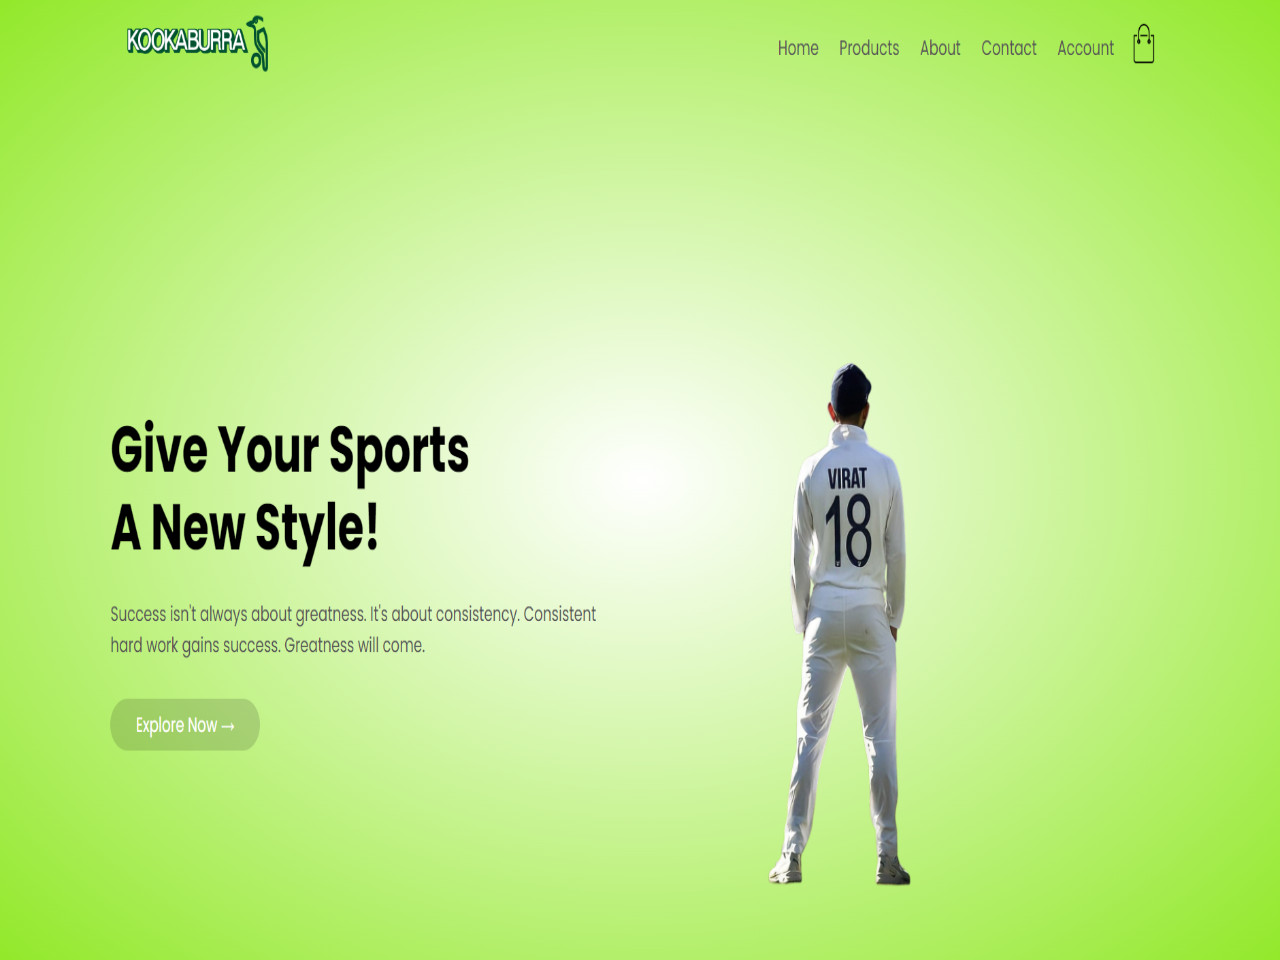 KOOKABURRA
Home Products About Contact Account
Give Your Sports
A New Style!
Success isn't always about greatness. It's about consistency. Consistent
hard work gains success. Greatness will come.
Explore Now →
VIRAT
18